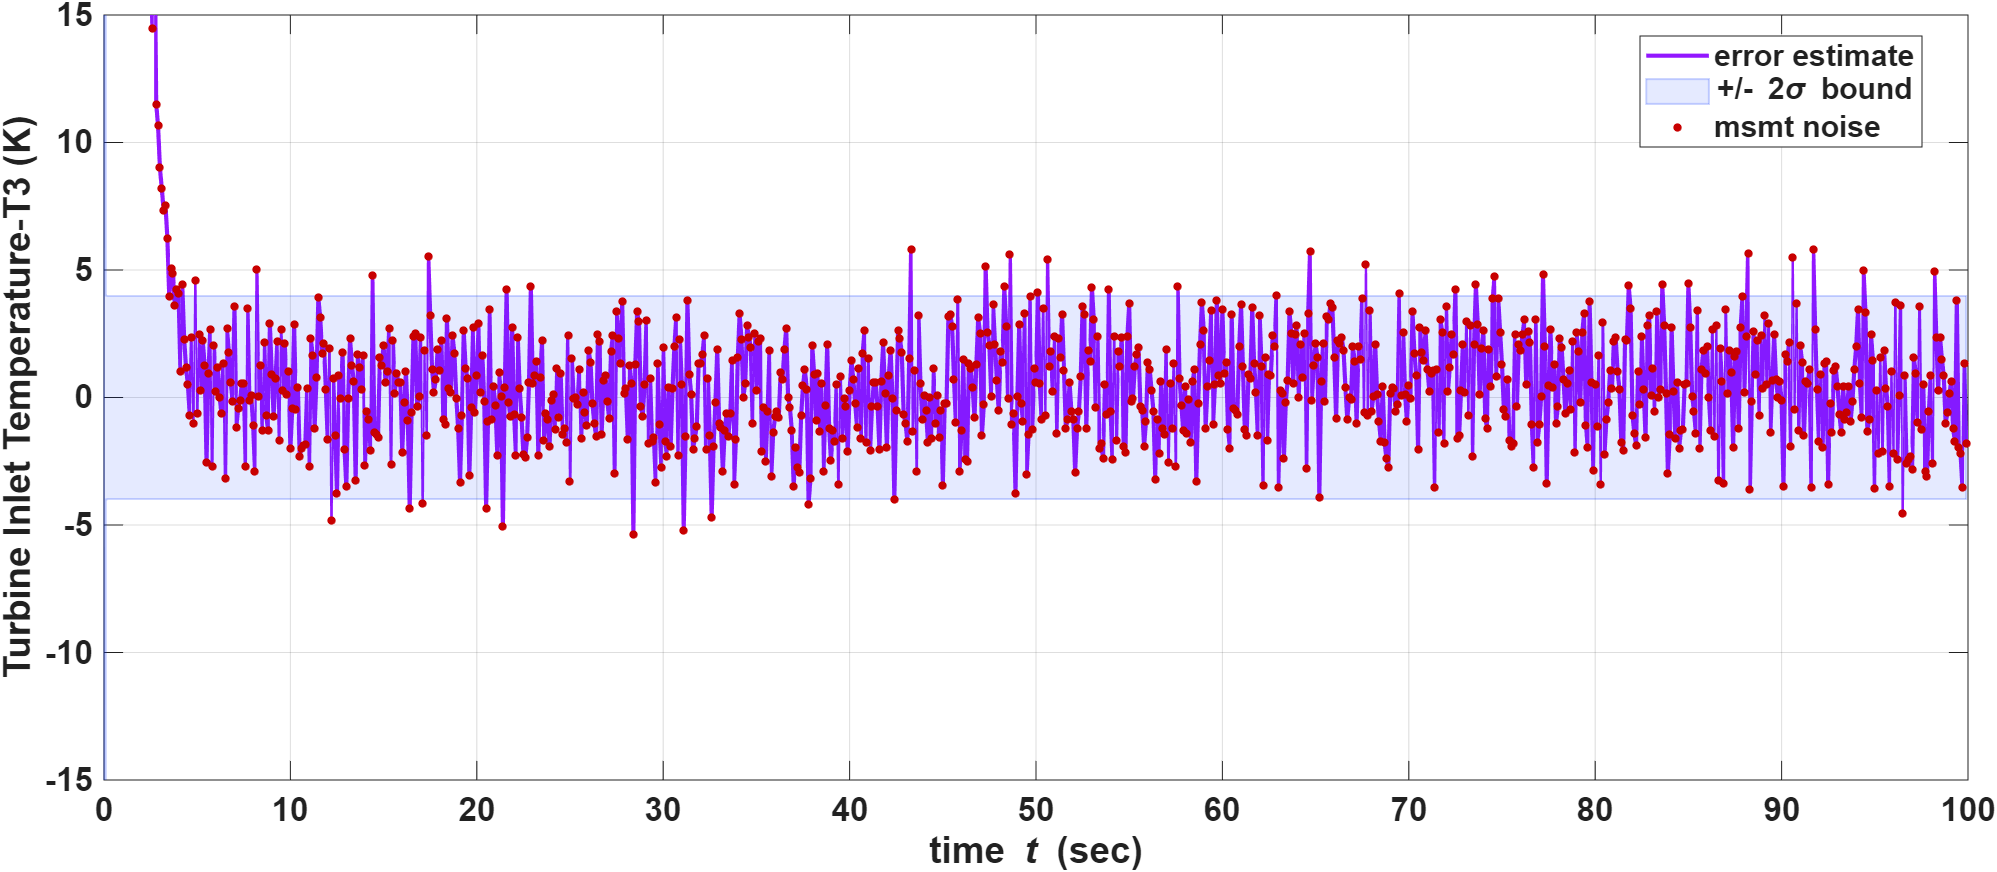 Turbine Inlet Temperature-T3 (K)
15
10
5
0
-5
-10
-15
error estimate
+/- 2σ bound
msmt noise
0 10 20 30 40 50 60 70 80 90 100
time t (sec)